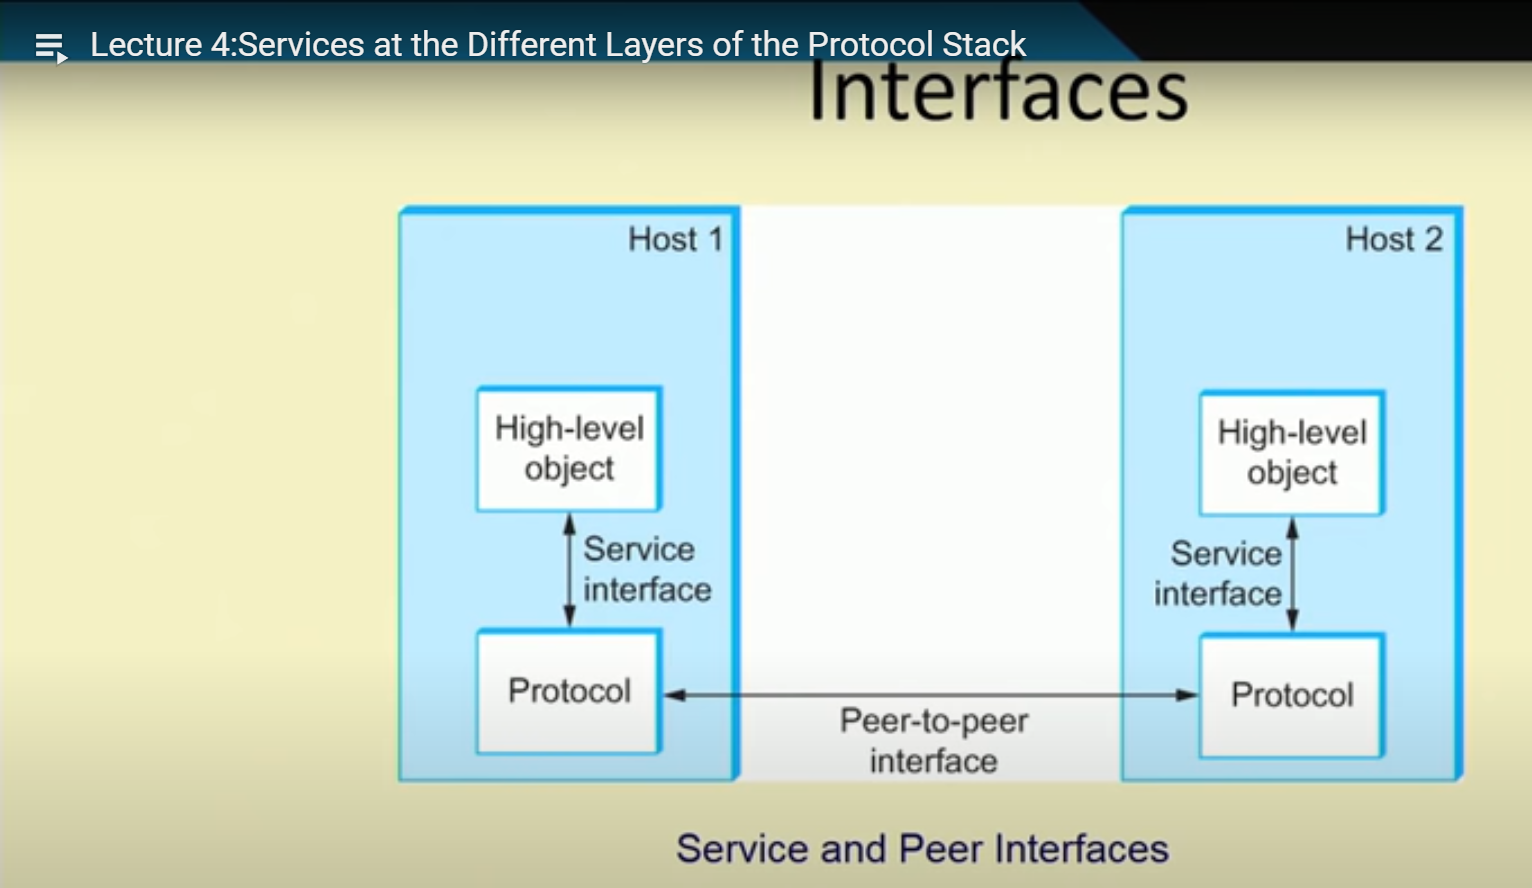 Lecture 4:Services at the Different Layers of the Protocol Stack
Interfaces
Host 1
High-level
object
Service
interface
Protocol
Peer-to-peer
interface
Host 2
High-level
object
Service
interface
Protocol
Service and Peer Interfaces